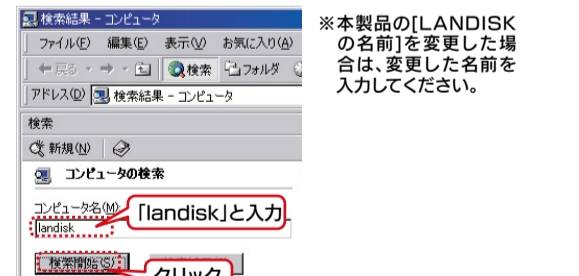 検索結果 - コンピュータ
ファイル(F) 編集(E) 表示(V) お気に入り(A)
戻る 検索 フォルダ
アドレス(D) 検索結果 - コンピュータ
検索
新規(N)
コンピュータの検索
コンピュータ名(M):
「landisk」と入力
landisk
検索開始(S)
クリック
※本製品の[LANDISK
の名前]を変更した場
合は、変更した名前を
入力してください。